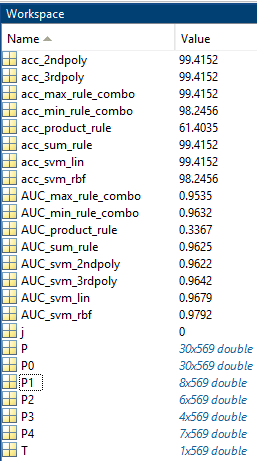 Workspace
Name Value
acc_2ndpoly 99.4152
acc_3rdpoly 99.4152
acc_max_rule_combo 99.4152
acc_min_rule_combo 98.2456
acc_product_rule 61.4035
acc_sum_rule 99.4152
acc_svm_lin 99.4152
acc_svm_rbf 98.2456
AUC_max_rule_combo 0.9535
AUC_min_rule_combo 0.9632
AUC_product_rule 0.3367
AUC_sum_rule 0.9625
AUC_svm_2ndpoly 0.9622
AUC_svm_3rdpoly 0.9642
AUC_svm_lin 0.9679
AUC_svm_rbf 0.9792
j 0
P 30x569 double
P0 30x569 double
P1 8x569 double
P2 6x569 double
P3 4x569 double
P4 7x569 double
T 1x569 double